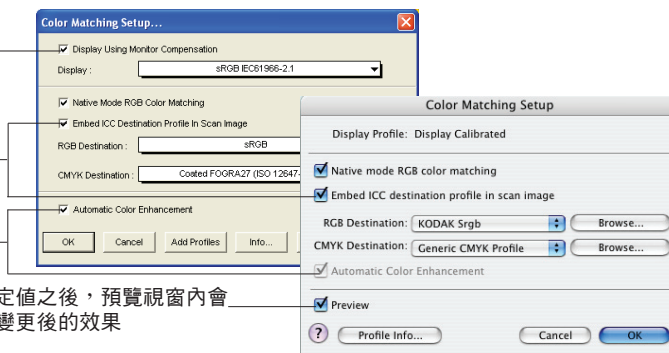 Color Matching Setup...
Display Using Monitor Compensation
Display : sRGB IEC61966-2.1
Native Mode RGB Color Matching
Embed ICC Destination Profile In Scan Image
RGB Destination : sRGB
CMYK Destination : Coated FOGRA27 (ISO 12647-
Automatic Color Enhancement
OK Cancel Add Profiles Info...
Color Matching Setup
Display Profile: Display Calibrated
Native mode RGB color matching
Embed ICC destination profile in scan image
RGB Destination: KODAK Srgb Browse...
CMYK Destination: Generic CMYK Profile Browse...
Automatic Color Enhancement
Preview
? Profile Info... Cancel OK
定值之後，預覽視窗內會
變更後的效果